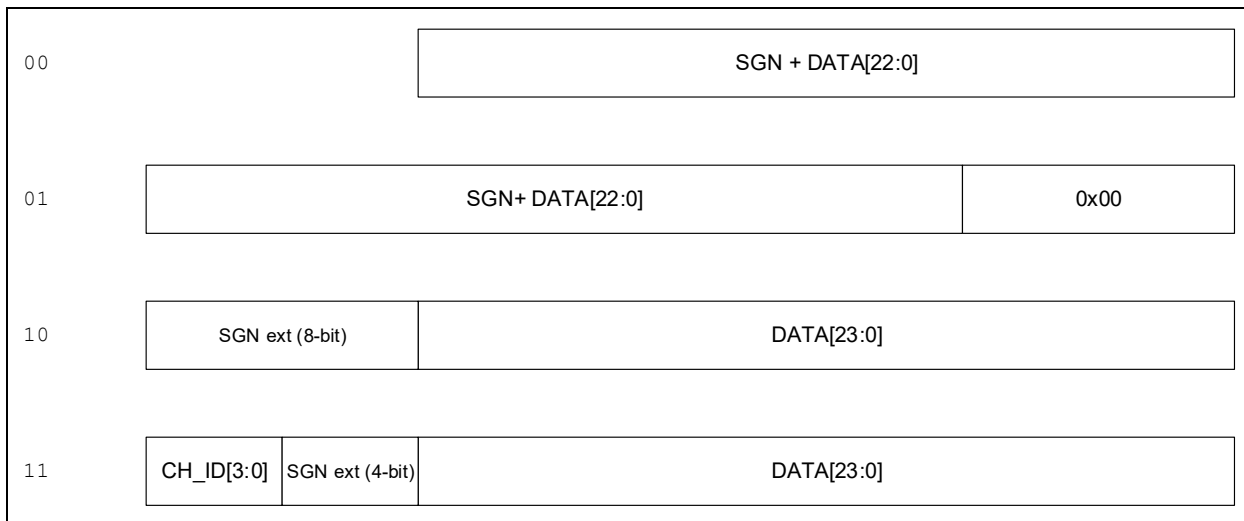 00 SGN + DATA[22:0]
01 SGN+ DATA[22:0] 0x00
10 SGN ext (8-bit) DATA[23:0]
11 CH_ID[3:0] SGN ext (4-bit) DATA[23:0]